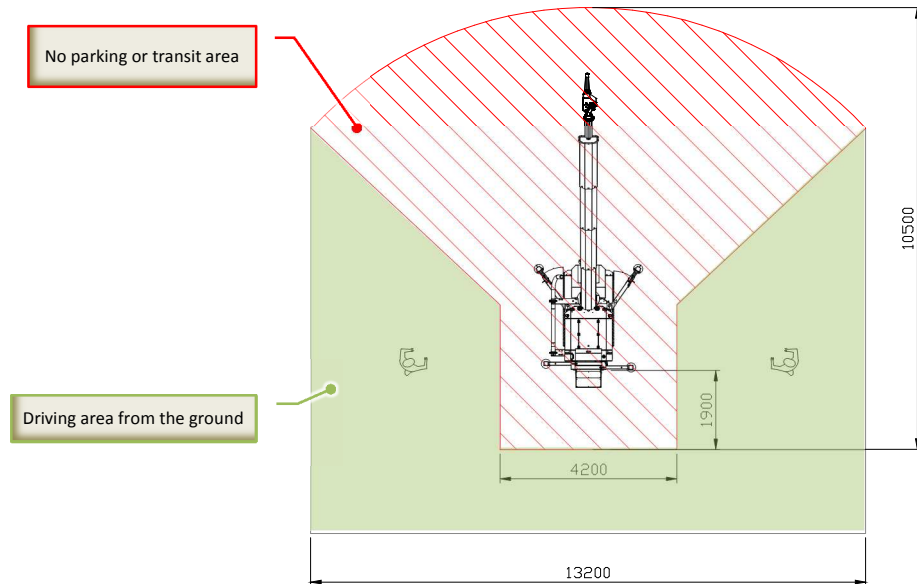 No parking or transit area
10500
Driving area from the ground
1900
4200
13200